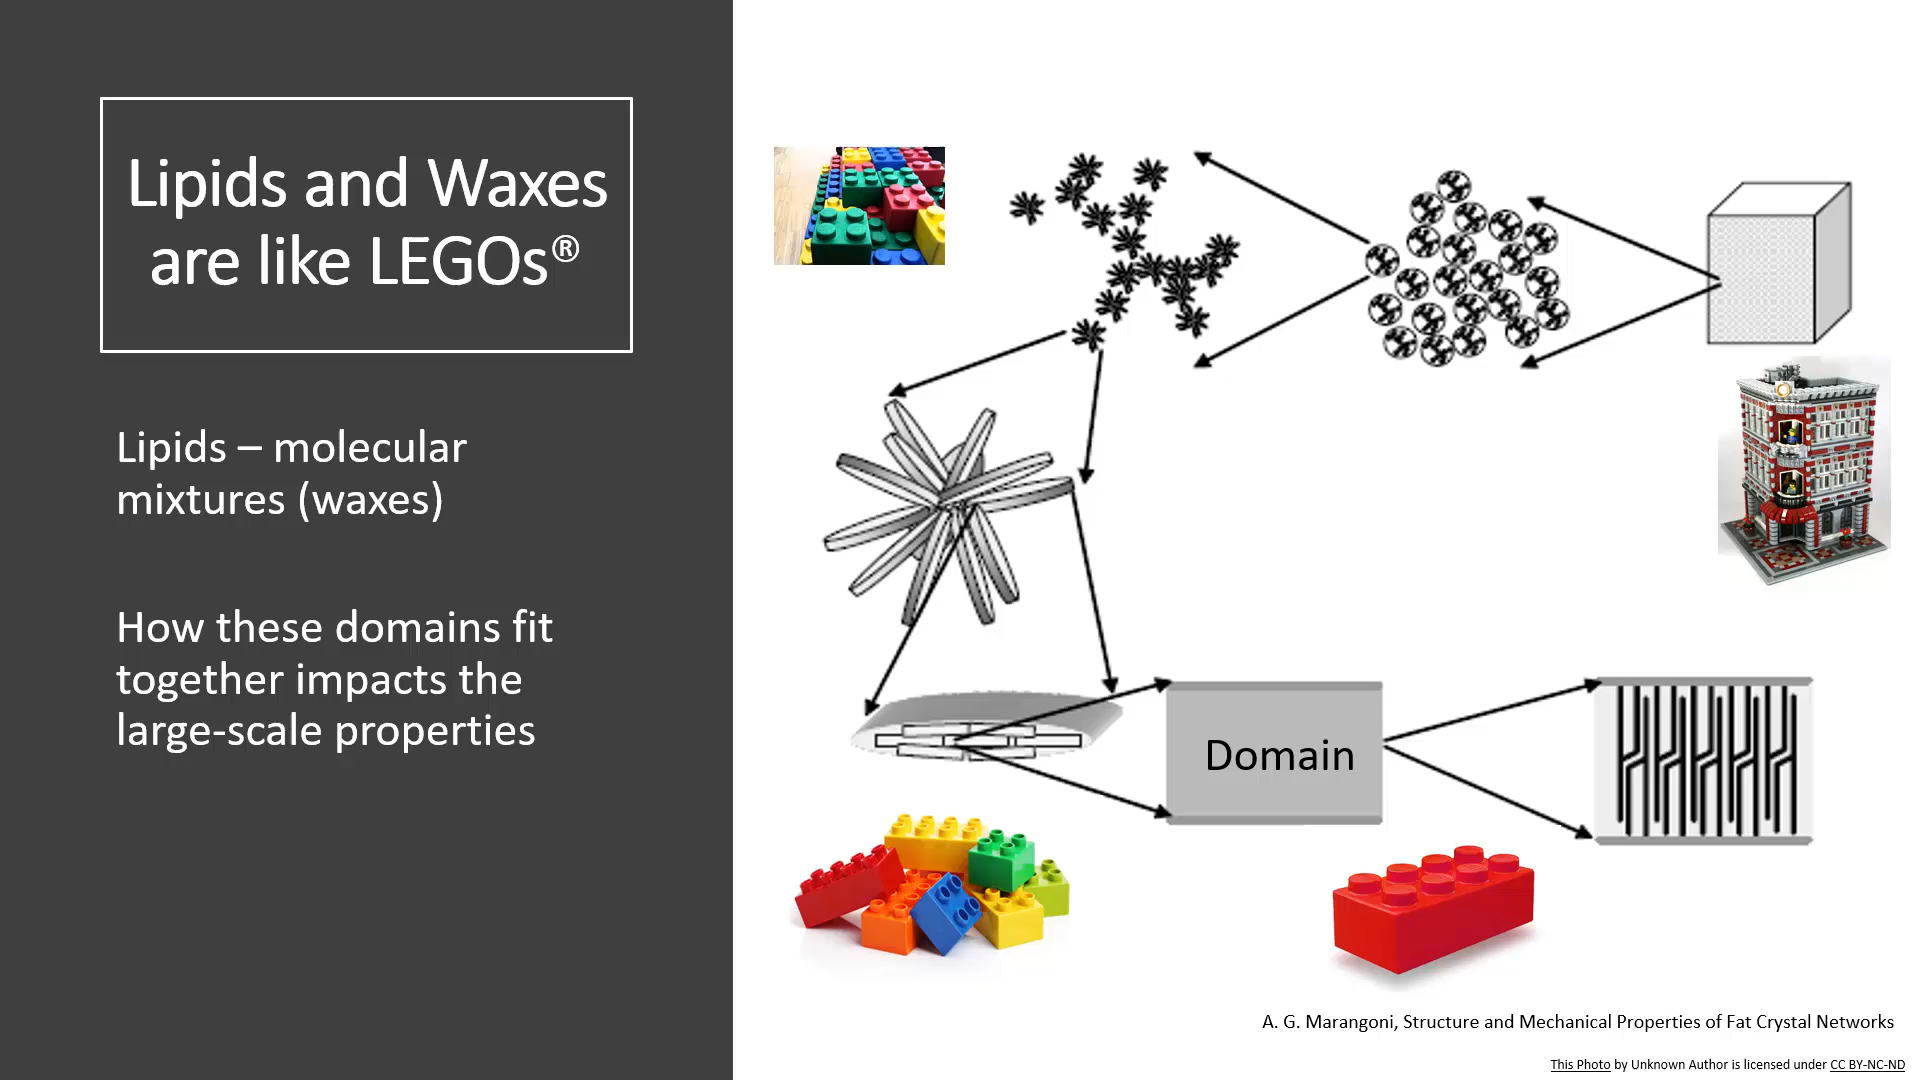 Lipids and Waxes
are like LEGOs®
Lipids – molecular
mixtures (waxes)
How these domains fit
together impacts the
large-scale properties
Domain
A. G. Marangoni, Structure and Mechanical Properties of Fat Crystal Networks
This Photo by Unknown Author is licensed under CC BY-NC-ND